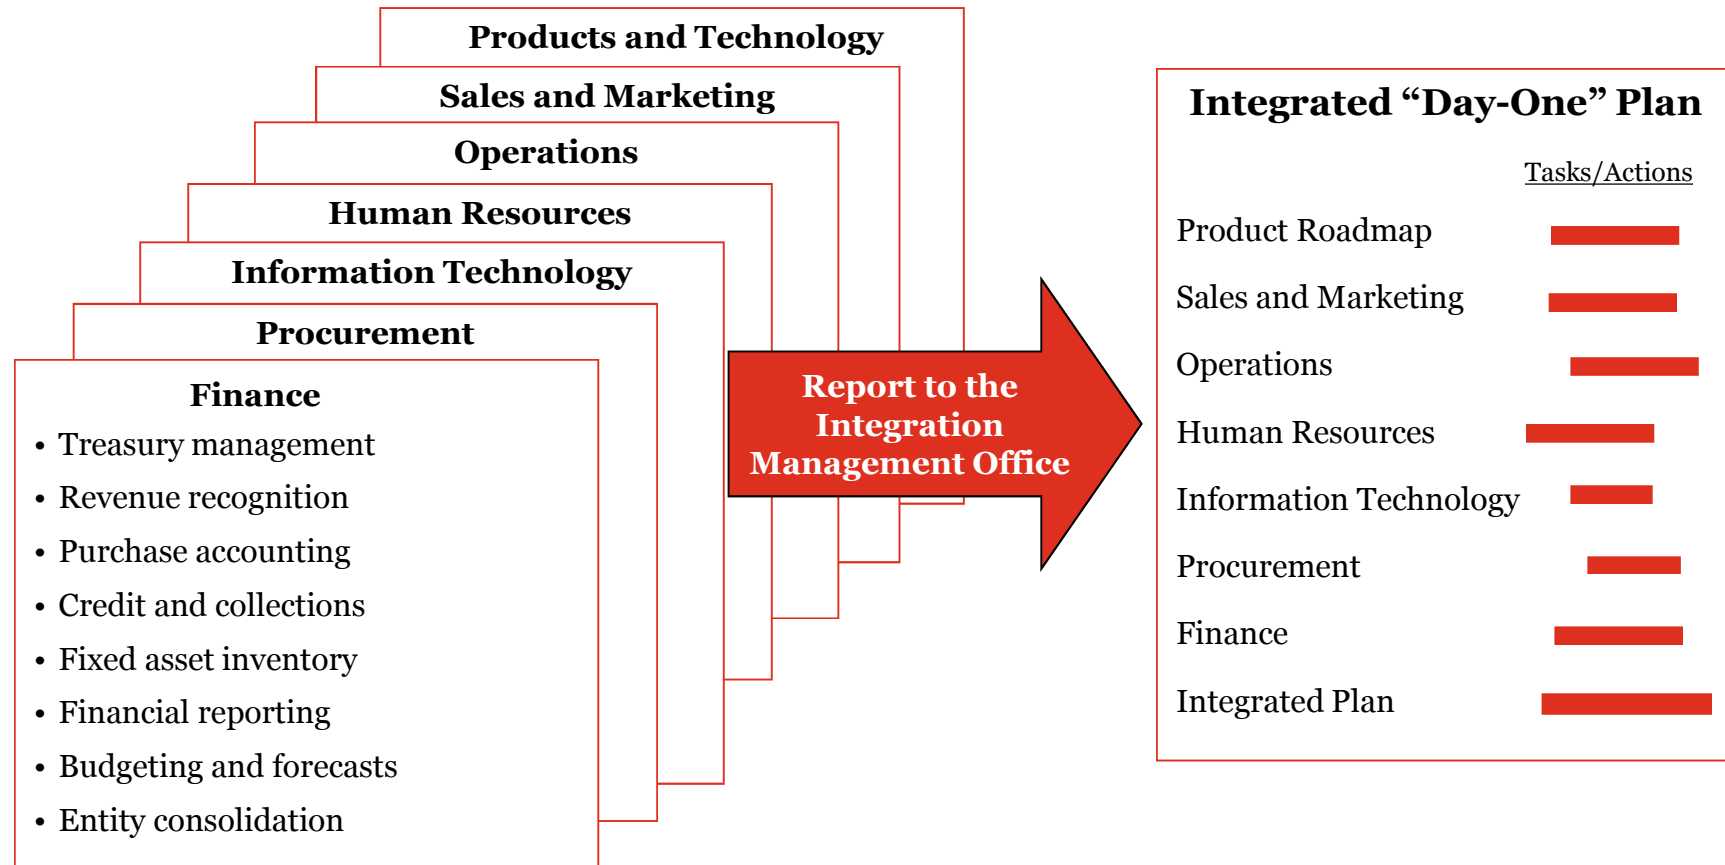 Products and Technology
Sales and Marketing
Operations
Human Resources
Information Technology
Procurement
Finance
• Treasury management
• Revenue recognition
• Purchase accounting
• Credit and collections
• Fixed asset inventory
• Financial reporting
• Budgeting and forecasts
• Entity consolidation
Report to the
Integration
Management Office
Integrated “Day-One” Plan
Tasks/Actions
Product Roadmap
Sales and Marketing
Operations
Human Resources
Information Technology
Procurement
Finance
Integrated Plan